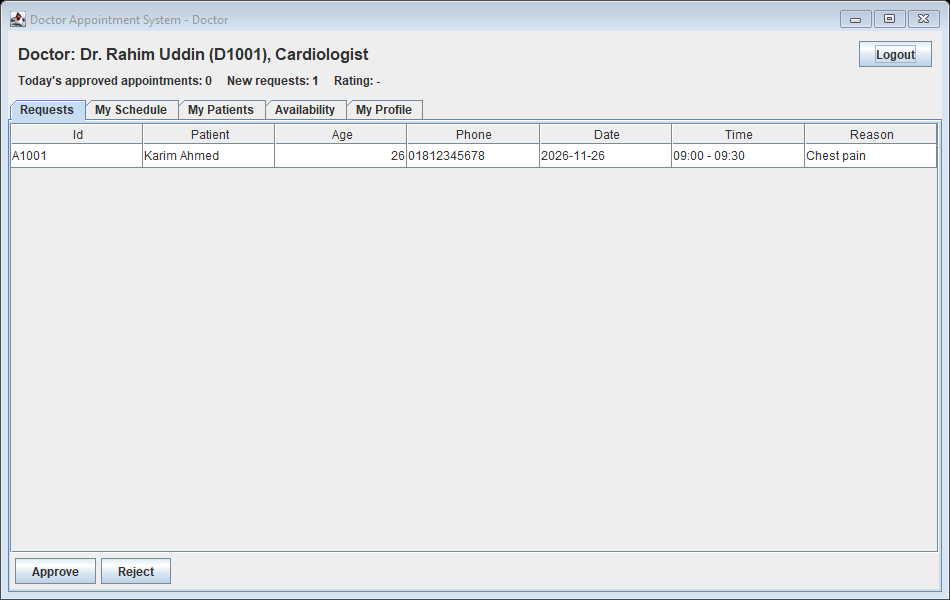 Doctor Appointment System - Doctor
Doctor: Dr. Rahim Uddin (D1001), Cardiologist
Logout
Today's approved appointments: 0 New requests: 1 Rating: -
Requests My Schedule My Patients Availability My Profile
Id Patient Age Phone Date Time Reason
A1001 Karim Ahmed 26 01812345678 2026-11-26 09:00 - 09:30 Chest pain
Approve Reject